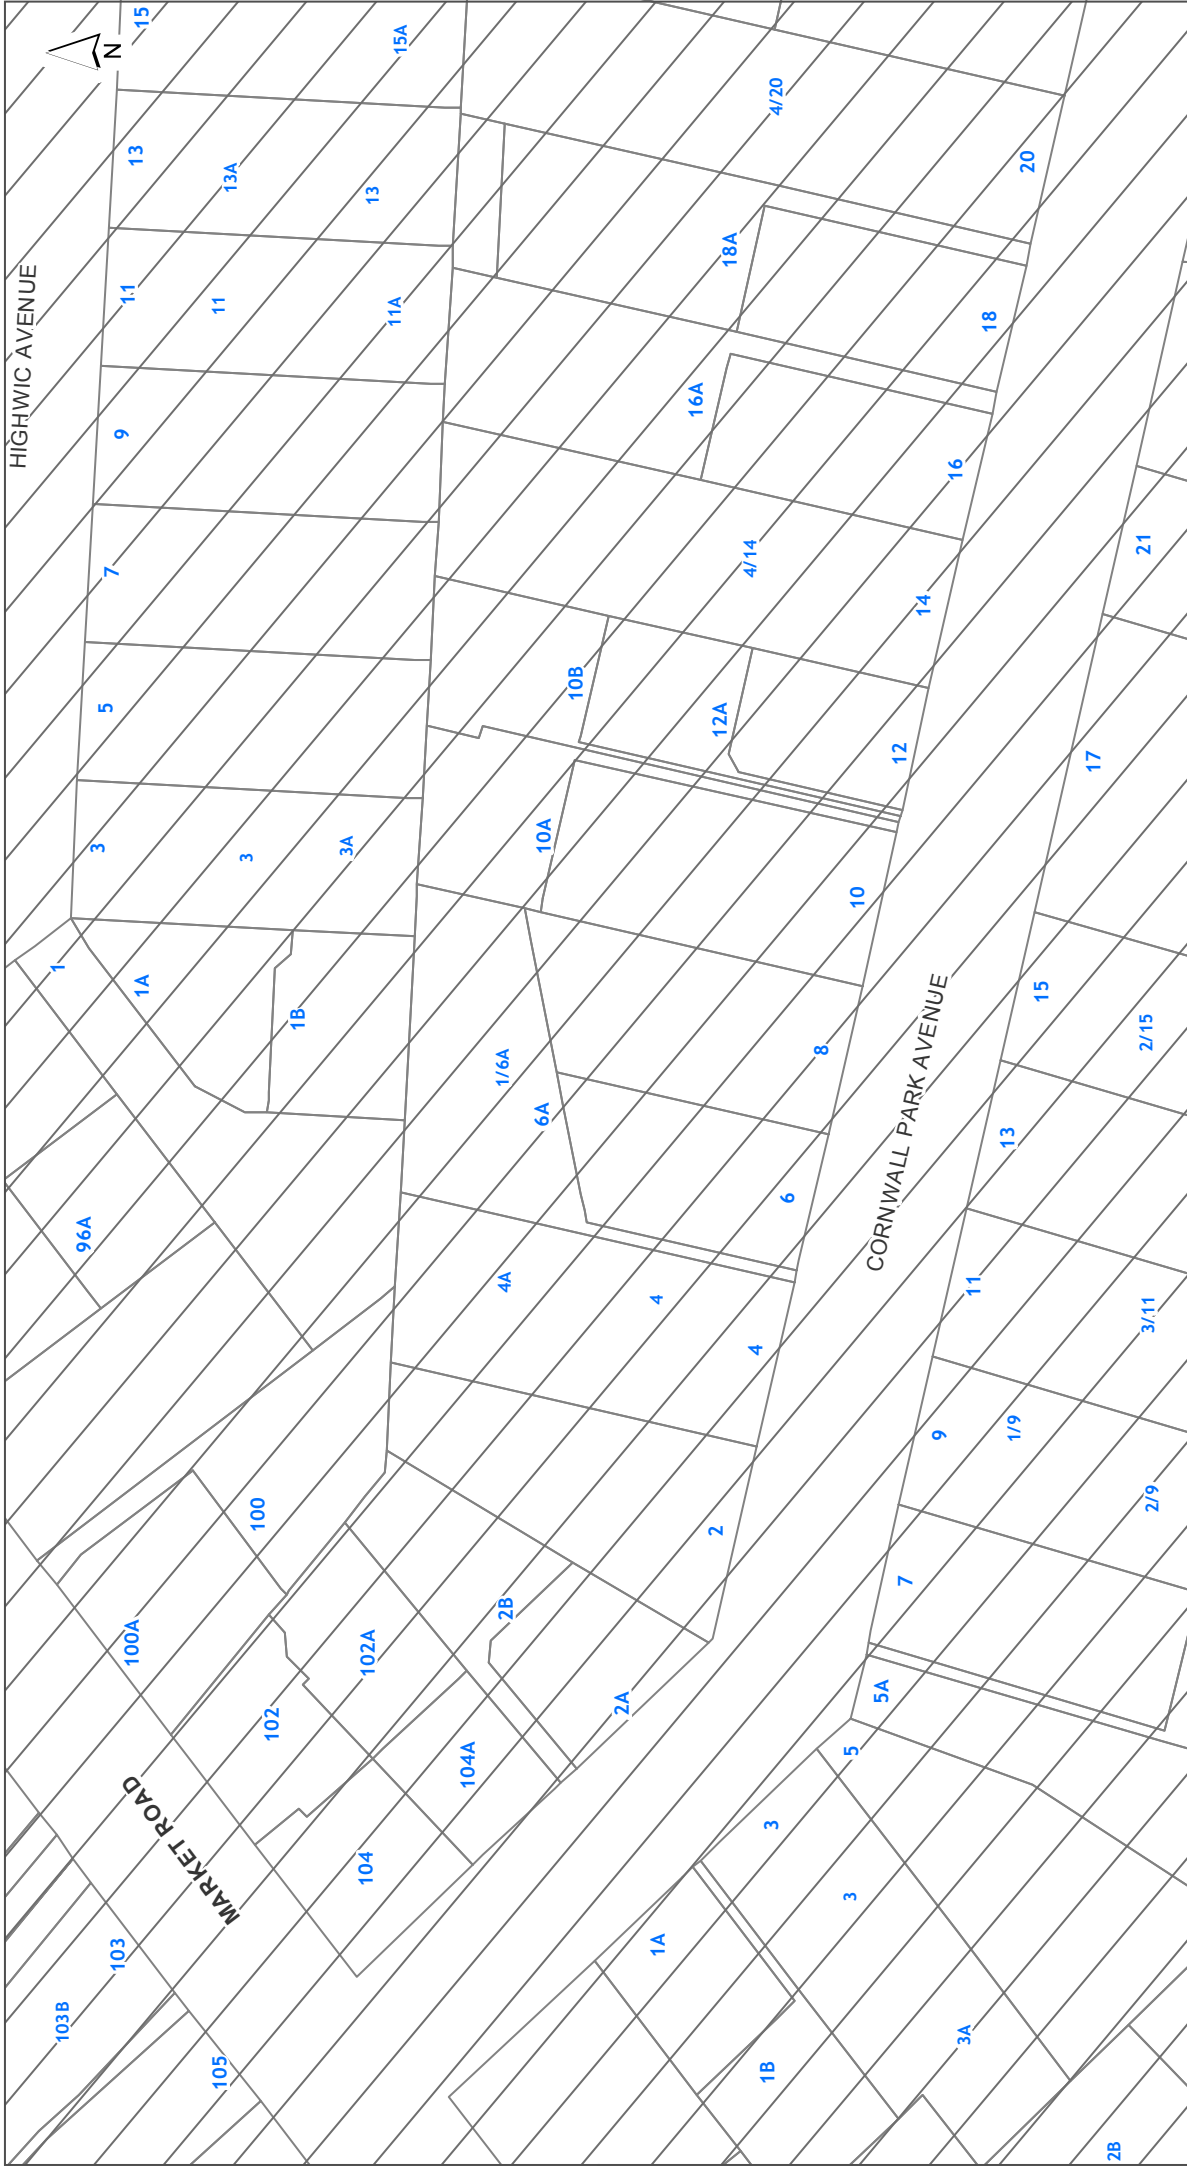 15
N
15A
4/20
13
13A
13
20
18A
HIGHWIC AVENUE
11
11
11A
18
9
16A
16
7
4/14
21
14
5
10B
12A
12
17
3
3
3A
10A
10
1
1A
1B
15
2/15
1/6A
8
CORNWALL PARK AVENUE
6A
13
96A
6
4A
4
11
3/11
4
9
1/9
100
2
2/9
7
2B
100A
102A
102
2A
5A
104A
5
MARKET ROAD
104
3
3
103
1A
103B
3A
105
1B
2B